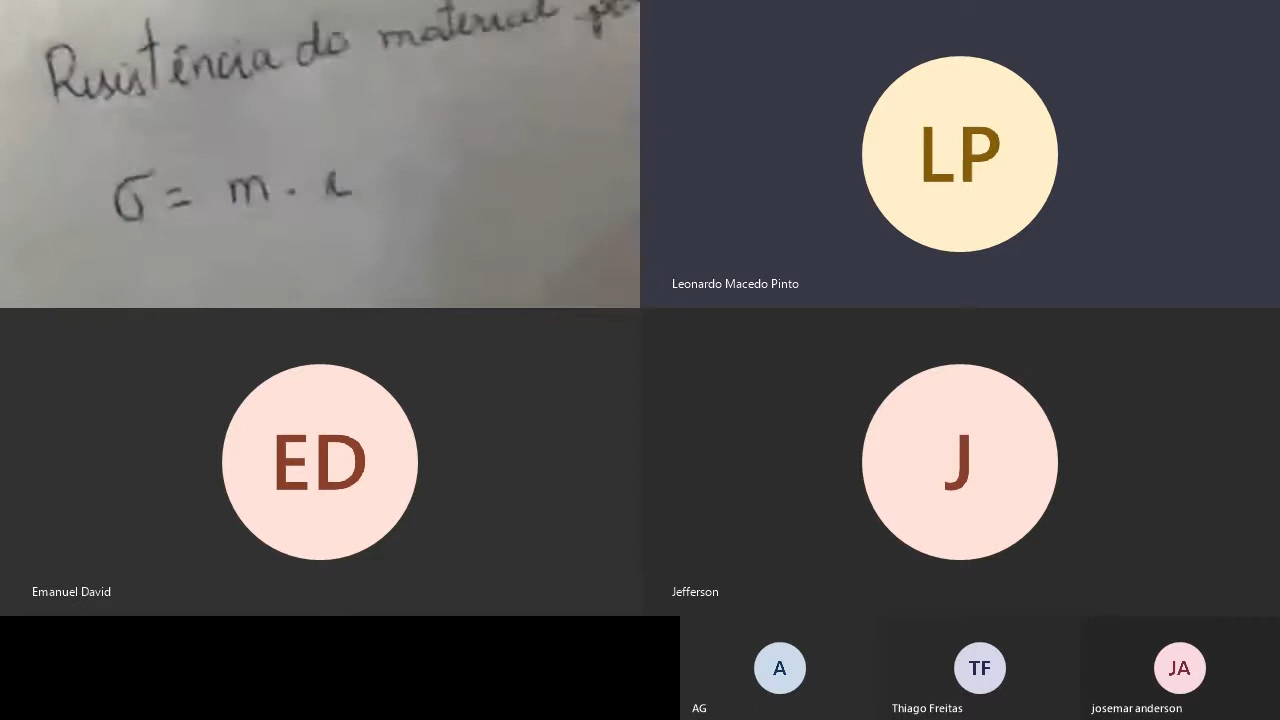 Resistência do material
σ = m . c
LP
Leonardo Macedo Pinto
ED
J
Emanuel David
Jefferson
A
TF
JA
AG
Thiago Freitas
josemar anderson